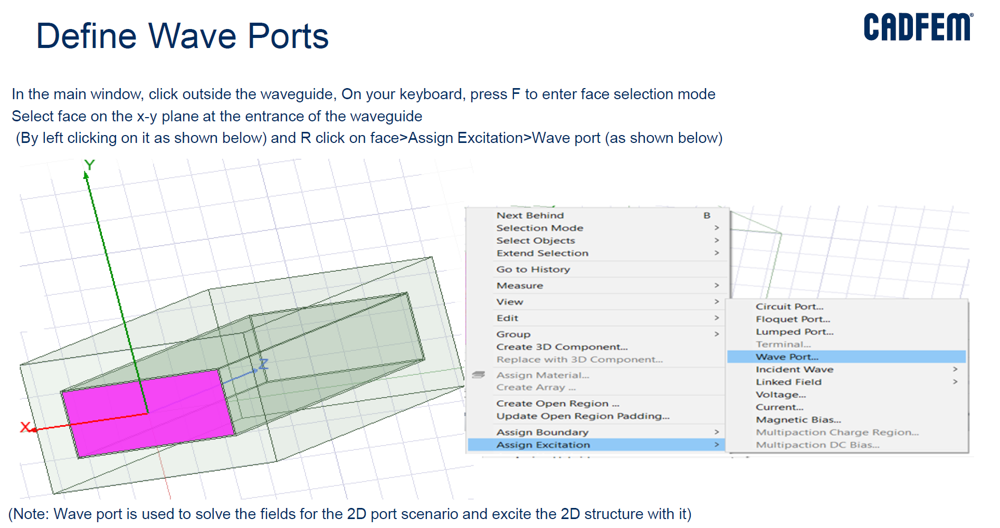 Define Wave Ports
CADFEM®
In the main window, click outside the waveguide, On your keyboard, press F to enter face selection mode
Select face on the x-y plane at the entrance of the waveguide
(By left clicking on it as shown below) and R click on face>Assign Excitation>Wave port (as shown below)
Y
Z
X
Next Behind B
Selection Mode >
Select Objects >
Extend Selection >
Go to History
Measure >
View >
Edit >
Group >
Create 3D Component...
Replace with 3D Component...
Assign Material...
Create Array ...
Create Open Region ...
Update Open Region Padding...
Assign Boundary >
Assign Excitation >
Circuit Port...
Floquet Port...
Lumped Port...
Terminal...
Wave Port...
Incident Wave >
Linked Field >
Voltage...
Current...
Magnetic Bias...
Multipaction Charge Region...
Multipaction DC Bias...
(Note: Wave port is used to solve the fields for the 2D port scenario and excite the 2D structure with it)